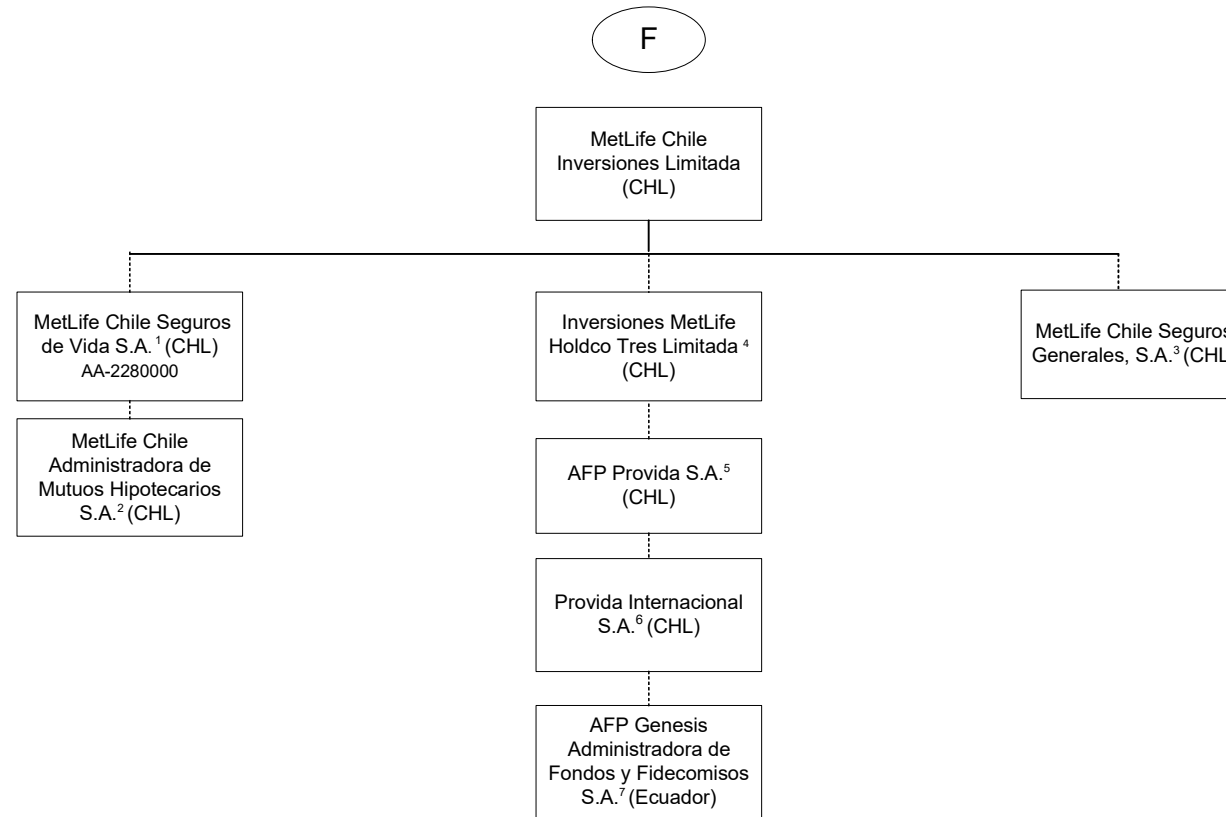 F
MetLife Chile
Inversiones Limitada
(CHL)
MetLife Chile Seguros
de Vida S.A.¹ (CHL)
AA-2280000
MetLife Chile
Administradora de
Mutuos Hipotecarios
S.A.² (CHL)
Inversiones MetLife
Holdco Tres Limitada ⁴
(CHL)
AFP Provida S.A.⁵
(CHL)
Provida Internacional
S.A.⁶ (CHL)
AFP Genesis
Administradora de
Fondos y Fidecomisos
S.A.⁷ (Ecuador)
MetLife Chile Seguros
Generales, S.A.³ (CHL